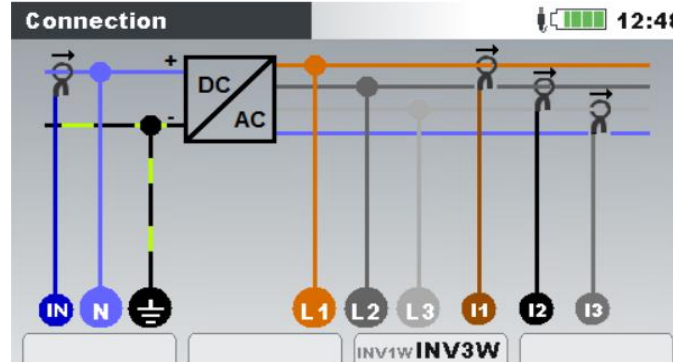 Connection 12:48
+
DC
-
AC
IN N L1 L2 L3 I1 I2 I3
INV1W INV3W